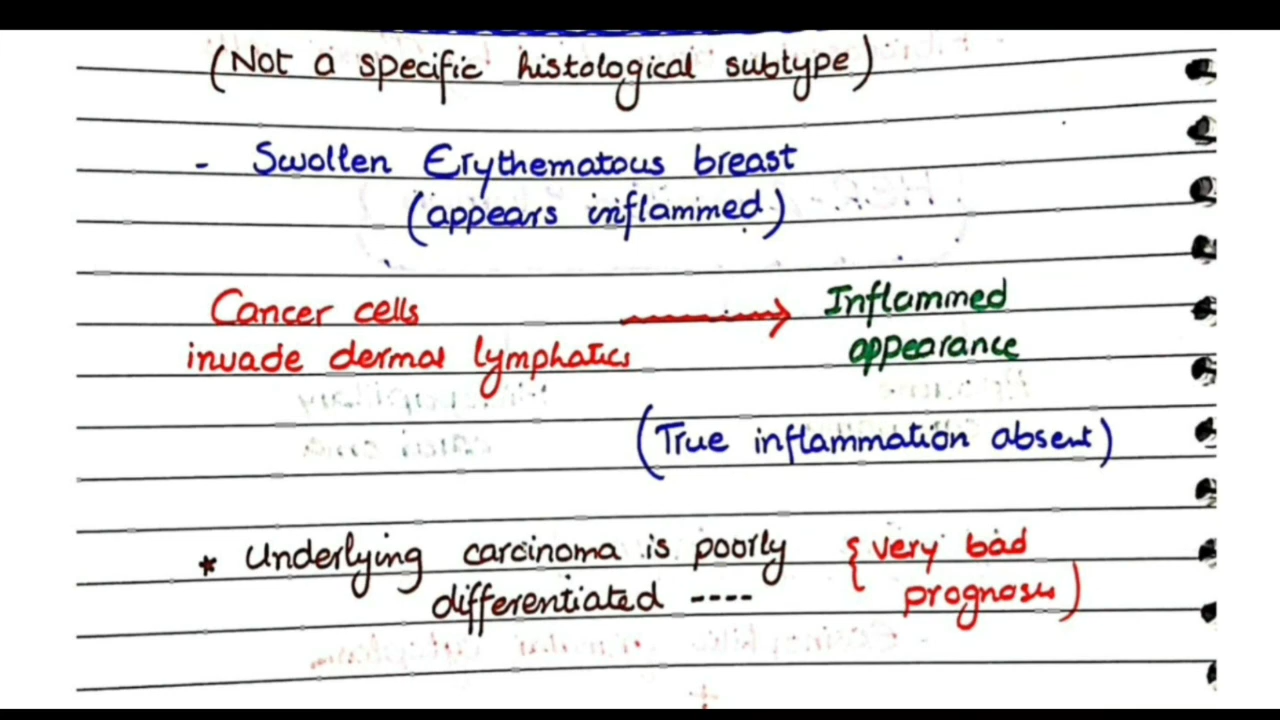 (Not a specific histological subtype)
- Swollen Erythematous breast
(appears inflammed)
Cancer cells → Inflammed
invade dermal lymphatics appearance
(True inflammation absent)
* Underlying carcinoma is poorly { very bad
differentiated ---- prognosis )